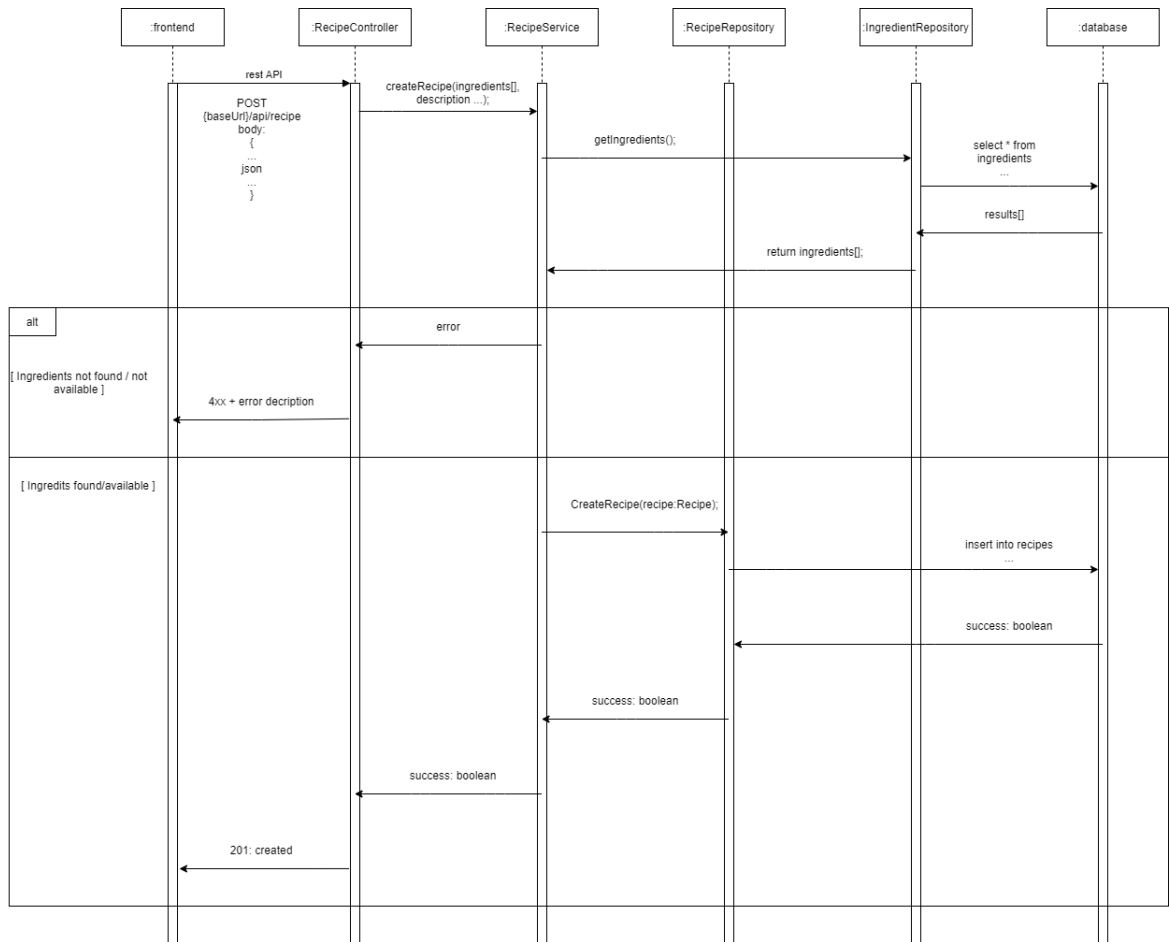 :frontend
:RecipeController
:RecipeService
:RecipeRepository
:IngredientRepository
:database
rest API
POST
{baseUrl}/api/recipe
body:
{
...
json
...
}
createRecipe(ingredients[],
description ...);
getIngredients();
select * from
ingredients
...
results[]
return ingredients[];
alt
error
[ Ingredients not found / not
available ]
4xx + error decription
[ Ingredits found/available ]
CreateRecipe(recipe:Recipe);
insert into recipes
...
success: boolean
success: boolean
success: boolean
201: created